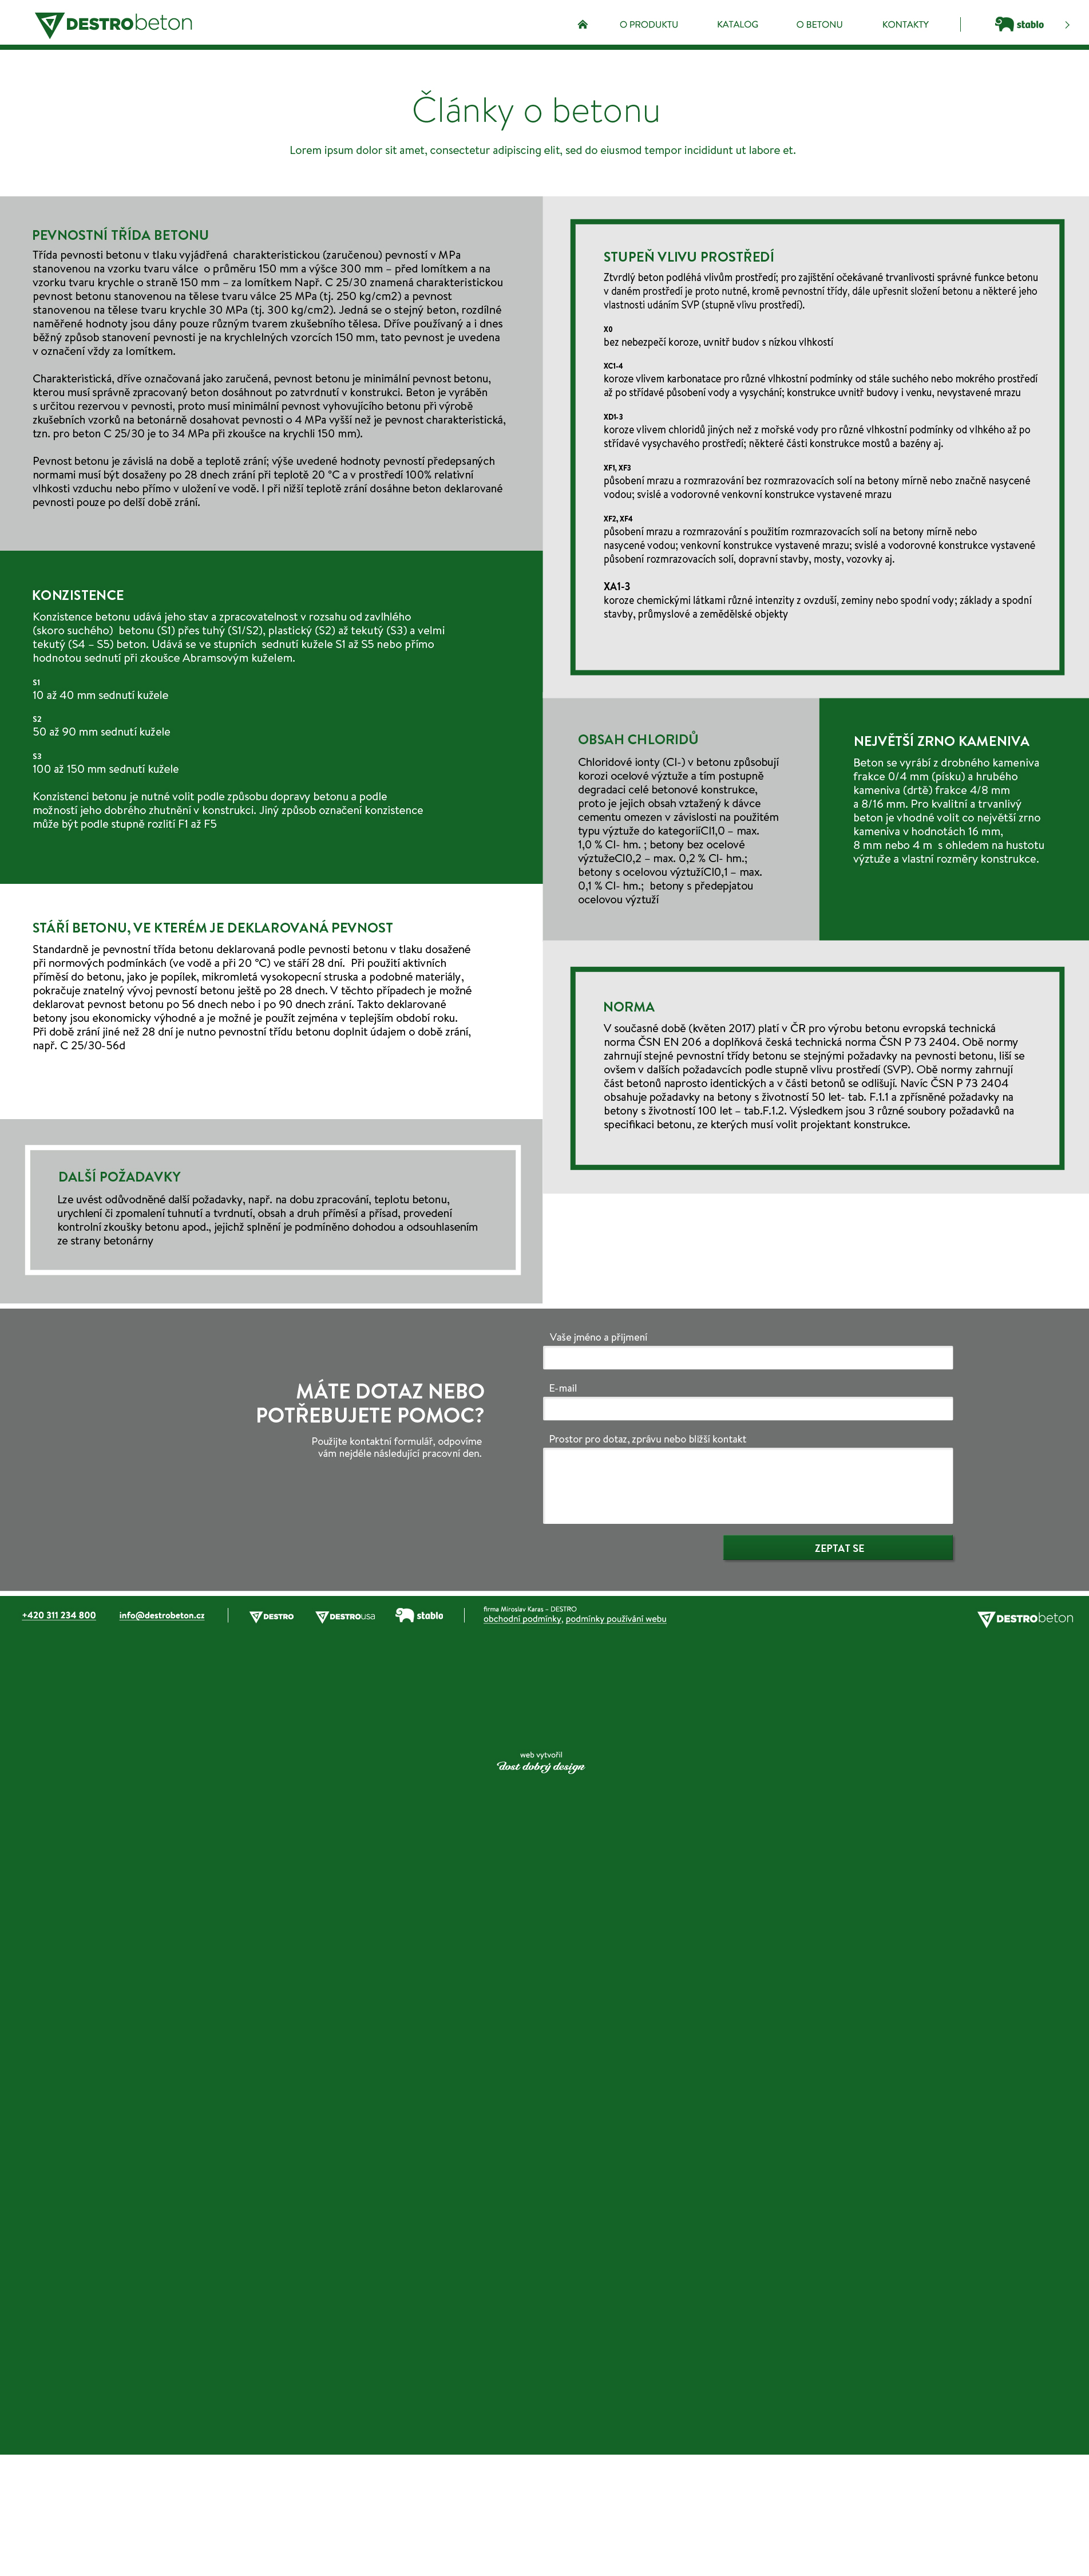 DESTRObeton
O PRODUKTU
KATALOG
O BETONU
KONTAKTY
stablo
Články o betonu
Lorem ipsum dolor sit amet, consectetur adipiscing elit, sed do eiusmod tempor incididunt ut labore et.
PEVNOSTNÍ TŘÍDA BETONU
Třída pevnosti betonu v tlaku vyjádřená  charakteristickou (zaručenou) pevností v MPa
stanovenou na vzorku tvaru válce  o průměru 150 mm a výšce 300 mm – před lomítkem a na
vzorku tvaru krychle o straně 150 mm – za lomítkem Např. C 25/30 znamená charakteristickou
pevnost betonu stanovenou na tělese tvaru válce 25 MPa (tj. 250 kg/cm2) a pevnost
stanovenou na tělese tvaru krychle 30 MPa (tj. 300 kg/cm2). Jedná se o stejný beton, rozdílné
naměřené hodnoty jsou dány pouze různým tvarem zkušebního tělesa. Dříve používaný a i dnes
běžný způsob stanovení pevnosti je na krychlelných vzorcích 150 mm, tato pevnost je uvedena
v označení vždy za lomítkem.
Charakteristická, dříve označovaná jako zaručená, pevnost betonu je minimální pevnost betonu,
kterou musí správně zpracovaný beton dosáhnout po zatvrdnutí v konstrukci. Beton je vyráběn
s určitou rezervou v pevnosti, proto musí minimální pevnost vyhovujícího betonu při výrobě
zkušebních vzorků na betonárně dosahovat pevnosti o 4 MPa vyšší než je pevnost charakteristická,
tzn. pro beton C 25/30 je to 34 MPa při zkoušce na krychli 150 mm).
Pevnost betonu je závislá na době a teplotě zrání; výše uvedené hodnoty pevností předepsaných
normami musí být dosaženy po 28 dnech zrání při teplotě 20 °C a v prostředí 100% relativní
vlhkosti vzduchu nebo přímo v uložení ve vodě. I při nižší teplotě zrání dosáhne beton deklarované
pevnosti pouze po delší době zrání.
KONZISTENCE
Konzistence betonu udává jeho stav a zpracovatelnost v rozsahu od zavlhlého
(skoro suchého)  betonu (S1) přes tuhý (S1/S2), plastický (S2) až tekutý (S3) a velmi
tekutý (S4 – S5) beton. Udává se ve stupních  sednutí kužele S1 až S5 nebo přímo
hodnotou sednutí při zkoušce Abramsovým kuželem.
S1
10 až 40 mm sednutí kužele
S2
50 až 90 mm sednutí kužele
S3
100 až 150 mm sednutí kužele
Konzistenci betonu je nutné volit podle způsobu dopravy betonu a podle
možností jeho dobrého zhutnění v konstrukci. Jiný způsob označení konzistence
může být podle stupně rozlití F1 až F5
STÁŘÍ BETONU, VE KTERÉM JE DEKLAROVANÁ PEVNOST
Standardně je pevnostní třída betonu deklarovaná podle pevnosti betonu v tlaku dosažené
při normových podmínkách (ve vodě a při 20 °C) ve stáří 28 dní.  Při použití aktivních
příměsí do betonu, jako je popílek, mikromletá vysokopecní struska a podobné materiály,
pokračuje znatelný vývoj pevností betonu ještě po 28 dnech. V těchto případech je možné
deklarovat pevnost betonu po 56 dnech nebo i po 90 dnech zrání. Takto deklarované
betony jsou ekonomicky výhodné a je možné je použít zejména v teplejším období roku.
Při době zrání jiné než 28 dní je nutno pevnostní třídu betonu doplnit údajem o době zrání,
např. C 25/30-56d
DALŠÍ POŽADAVKY
Lze uvést odůvodněné další požadavky, např. na dobu zpracování, teplotu betonu,
urychlení či zpomalení tuhnutí a tvrdnutí, obsah a druh příměsí a přísad, provedení
kontrolní zkoušky betonu apod., jejichž splnění je podmíněno dohodou a odsouhlasením
ze strany betonárny
STUPEŇ VLIVU PROSTŘEDÍ
Ztvrdlý beton podléhá vlivům prostředí; pro zajištění očekávané trvanlivosti správné funkce betonu
v daném prostředí je proto nutné, kromě pevnostní třídy, dále upřesnit složení betonu a některé jeho
vlastnosti udáním SVP (stupně vlivu prostředí).
X0
bez nebezpečí koroze, uvnitř budov s nízkou vlhkostí
XC1-4
koroze vlivem karbonatace pro různé vlhkostní podmínky od stále suchého nebo mokrého prostředí
až po střídavé působení vody a vysychání; konstrukce uvnitř budovy i venku, nevystavené mrazu
XD1-3
koroze vlivem chloridů jiných než z mořské vody pro různé vlhkostní podmínky od vlhkého až po
střídavé vysychavého prostředí; některé části konstrukce mostů a bazény aj.
XF1, XF3
působení mrazu a rozmrazování bez rozmrazovacích solí na betony mírně nebo značně nasycené
vodou; svislé a vodorovné venkovní konstrukce vystavené mrazu
XF2, XF4
působení mrazu a rozmrazování s použitím rozmrazovacích solí na betony mírně nebo
nasycené vodou; venkovní konstrukce vystavené mrazu; svislé a vodorovné konstrukce vystavené
působení rozmrazovacích solí, dopravní stavby, mosty, vozovky aj.
XA1-3
koroze chemickými látkami různé intenzity z ovzduší, zeminy nebo spodní vody; základy a spodní
stavby, průmyslové a zemědělské objekty
OBSAH CHLORIDŮ
Chloridové ionty (Cl-) v betonu způsobují
korozi ocelové výztuže a tím postupně
degradaci celé betonové konstrukce,
proto je jejich obsah vztažený k dávce
cementu omezen v závislosti na použitém
typu výztuže do kategoriíCl1,0 – max.
1,0 % Cl- hm. ; betony bez ocelové
výztužeCl0,2 – max. 0,2 % Cl- hm.;
betony s ocelovou výztužíCl0,1 – max.
0,1 % Cl- hm.;  betony s předepjatou
ocelovou výztuží
NEJVĚTŠÍ ZRNO KAMENIVA
Beton se vyrábí z drobného kameniva
frakce 0/4 mm (písku) a hrubého
kameniva (drtě) frakce 4/8 mm
a 8/16 mm. Pro kvalitní a trvanlivý
beton je vhodné volit co největší zrno
kameniva v hodnotách 16 mm,
8 mm nebo 4 m  s ohledem na hustotu
výztuže a vlastní rozměry konstrukce.
NORMA
V současné době (květen 2017) platí v ČR pro výrobu betonu evropská technická
norma ČSN EN 206 a doplňková česká technická norma ČSN P 73 2404. Obě normy
zahrnují stejné pevnostní třídy betonu se stejnými požadavky na pevnosti betonu, liší se
ovšem v dalších požadavcích podle stupně vlivu prostředí (SVP). Obě normy zahrnují
část betonů naprosto identických a v části betonů se odlišují. Navíc ČSN P 73 2404
obsahuje požadavky na betony s životností 50 let- tab. F.1.1 a zpřísněné požadavky na
betony s životností 100 let – tab.F.1.2. Výsledkem jsou 3 různé soubory požadavků na
specifikaci betonu, ze kterých musí volit projektant konstrukce.
MÁTE DOTAZ NEBO
POTŘEBUJETE POMOC?
Použijte kontaktní formulář, odpovíme
vám nejdéle následující pracovní den.
Vaše jméno a příjmení
E-mail
Prostor pro dotaz, zprávu nebo bližší kontakt
ZEPTAT SE
+420 311 234 800
info@destrobeton.cz
DESTRO
DESTROusa
stablo
firma Miroslav Karas – DESTRO
obchodní podmínky, podmínky používání webu
DESTRObeton
web vytvořil
dost dobrý design